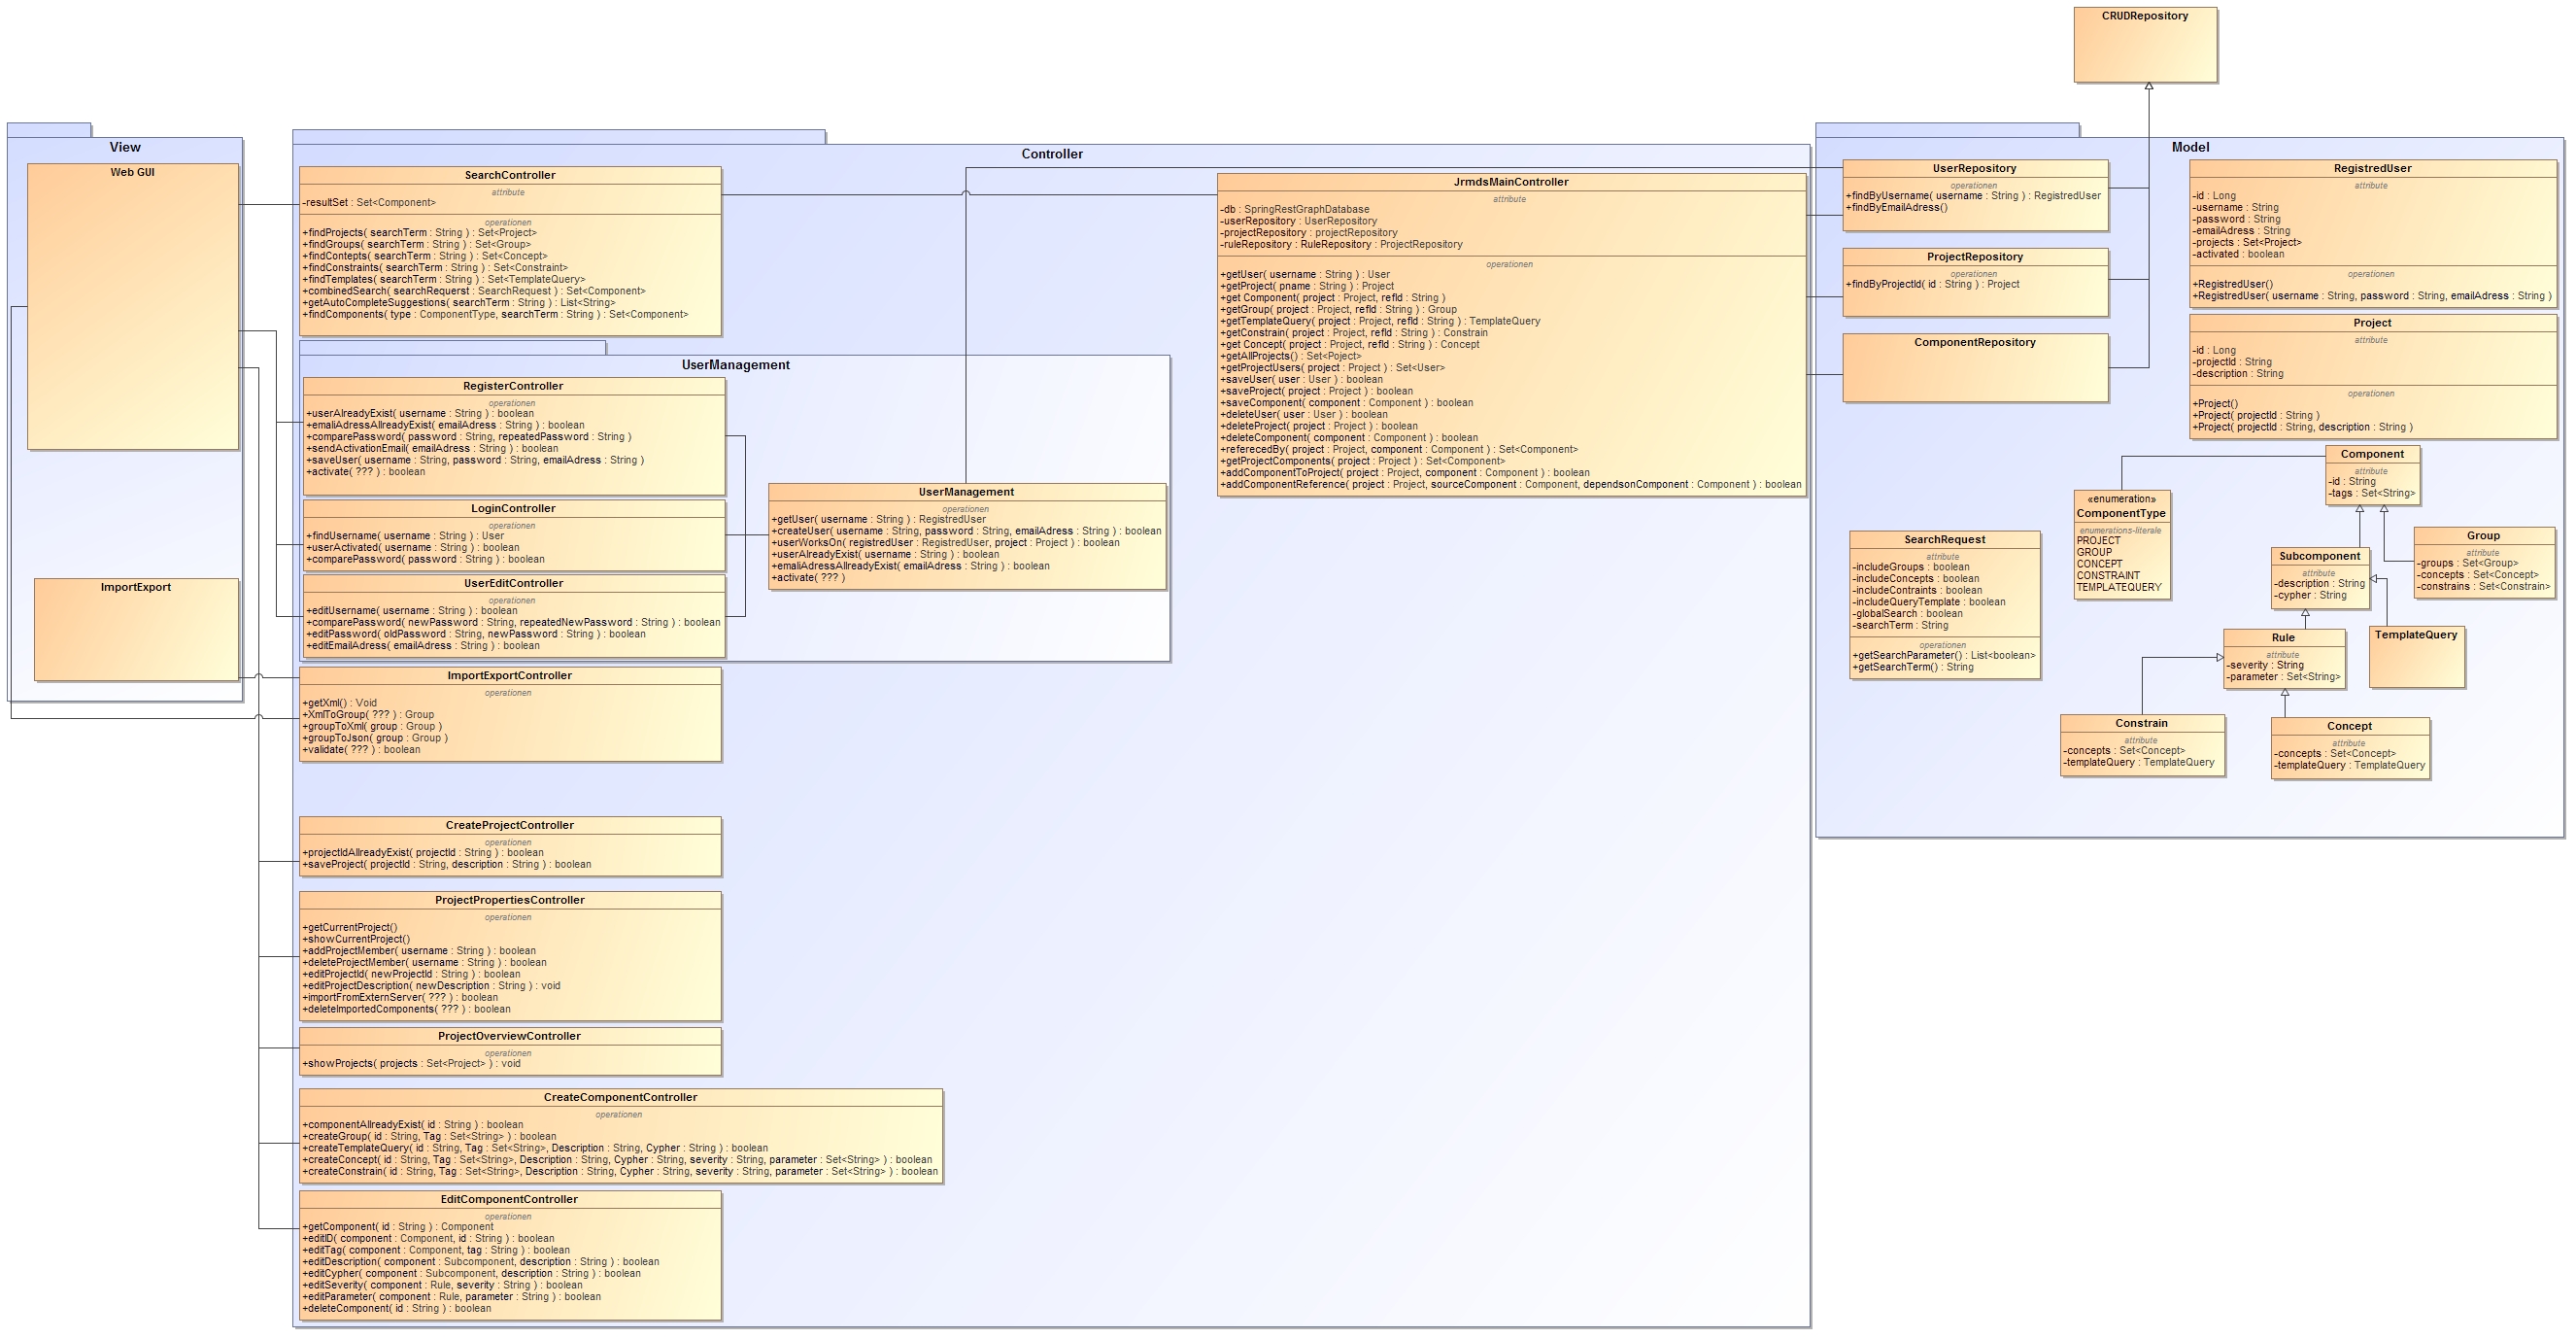 CRUDRepository
View
Web GUI
ImportExport
Controller
SearchController
attribute
-resultSet : Set<Component>
operationen
+findProjects( searchTerm : String ) : Set<Project>
+findGroups( searchTerm : String ) : Set<Group>
+findContepts( searchTerm : String ) : Set<Concept>
+findConstraints( searchTerm : String ) : Set<Constraint>
+findTemplates( searchTerm : String ) : Set<TemplateQuery>
+combinedSearch( searchRequerst : SearchRequest ) : Set<Component>
+getAutoCompleteSuggestions( searchTerm : String ) : List<String>
+findComponents( type : ComponentType, searchTerm : String ) : Set<Component>
UserManagement
RegisterController
operationen
+userAlreadyExist( username : String ) : boolean
+emaliAdressAllreadyExist( emailAdress : String ) : boolean
+comparePassword( password : String, repeatedPassword : String )
+sendActivationEmail( emailAdress : String ) : boolean
+saveUser( username : String, password : String, emailAdress : String )
+activate( ??? ) : boolean
LoginController
operationen
+findUsername( username : String ) : User
+userActivated( username : String ) : boolean
+comparePassword( password : String ) : boolean
UserEditController
operationen
+editUsername( username : String ) : boolean
+comparePassword( newPassword : String, repeatedNewPassword : String ) : boolean
+editPassword( oldPassword : String, newPassword : String ) : boolean
+editEmailAdress( emailAdress : String ) : boolean
UserManagement
operationen
+getUser( username : String ) : RegistredUser
+createUser( username : String, password : String, emailAdress : String ) : boolean
+userWorksOn( registredUser : RegistredUser, project : Project ) : boolean
+userAlreadyExist( username : String ) : boolean
+emaliAdressAllreadyExist( emailAdress : String ) : boolean
+activate( ??? )
ImportExportController
operationen
+getXml() : Void
+XmlToGroup( ??? ) : Group
+groupToXml( group : Group )
+groupToJson( group : Group )
+validate( ??? ) : boolean
CreateProjectController
operationen
+projectIdAllreadyExist( projectId : String ) : boolean
+saveProject( projectId : String, description : String ) : boolean
ProjectPropertiesController
operationen
+getCurrentProject()
+showCurrentProject()
+addProjectMember( username : String ) : boolean
+deleteProjectMember( username : String ) : boolean
+editProjectId( newProjectId : String ) : boolean
+editProjectDescription( newDescription : String ) : void
+importFromExternServer( ??? ) : boolean
+deleteImportedComponents( ??? ) : boolean
ProjectOverviewController
operationen
+showProjects( projects : Set<Project> ) : void
CreateComponentController
operationen
+componentAllreadyExist( id : String ) : boolean
+createGroup( id : String, Tag : Set<String> ) : boolean
+createTemplateQuery( id : String, Tag : Set<String>, Description : String, Cypher : String ) : boolean
+createConcept( id : String, Tag : Set<String>, Description : String, Cypher : String, severity : String, parameter : Set<String> ) : boolean
+createConstrain( id : String, Tag : Set<String>, Description : String, Cypher : String, severity : String, parameter : Set<String> ) : boolean
EditComponentController
operationen
+getComponent( id : String ) : Component
+editID( component : Component, id : String ) : boolean
+editTag( component : Component, tag : String ) : boolean
+editDescription( component : Subcomponent, description : String ) : boolean
+editCypher( component : Subcomponent, description : String ) : boolean
+editSeverity( component : Rule, severity : String ) : boolean
+editParameter( component : Rule, parameter : String ) : boolean
+deleteComponent( id : String ) : boolean
JrmdsMainController
attribute
-db : SpringRestGraphDatabase
-userRepository : UserRepository
-projectRepository : projectRepository
-ruleRepository : RuleRepository : ProjectRepository
operationen
+getUser( username : String ) : User
+getProject( pname : String ) : Project
+get Component( project : Project, refId : String )
+getGroup( project : Project, refId : String ) : Group
+getTemplateQuery( project : Project, refId : String ) : TemplateQuery
+getConstrain( project : Project, refId : String ) : Constrain
+get Concept( project : Project, refId : String ) : Concept
+getAllProjects() : Set<Poject>
+getProjectUsers( project : Project ) : Set<User>
+saveUser( user : User ) : boolean
+saveProject( project : Project ) : boolean
+saveComponent( component : Component ) : boolean
+deleteUser( user : User ) : boolean
+deleteProject( project : Project ) : boolean
+deleteComponent( component : Component ) : boolean
+referecedBy( project : Project, component : Component ) : Set<Component>
+getProjectComponents( project : Project ) : Set<Component>
+addComponentToProject( project : Project, component : Component ) : boolean
+addComponentReference( project : Project, sourceComponent : Component, dependsonComponent : Component ) : boolean
Model
UserRepository
operationen
+findByUsername( username : String ) : RegistredUser
+findByEmailAdress()
ProjectRepository
operationen
+findByProjectId( id : String ) : Project
ComponentRepository
RegistredUser
attribute
-id : Long
-username : String
-password : String
-emailAdress : String
-projects : Set<Project>
-activated : boolean
operationen
+RegistredUser()
+RegistredUser( username : String, password : String, emailAdress : String )
Project
attribute
-id : Long
-projectId : String
-description : String
operationen
+Project()
+Project( projectId : String )
+Project( projectId : String, description : String )
Component
attribute
-id : String
-tags : Set<String>
«enumeration»
ComponentType
enumerations-literale
PROJECT
GROUP
CONCEPT
CONSTRAINT
TEMPLATEQUERY
SearchRequest
attribute
-includeGroups : boolean
-includeConcepts : boolean
-includeContraints : boolean
-includeQueryTemplate : boolean
-globalSearch : boolean
-searchTerm : String
operationen
+getSearchParameter() : List<boolean>
+getSearchTerm() : String
Group
attribute
-groups : Set<Group>
-concepts : Set<Concept>
-constrains : Set<Constrain>
Subcomponent
attribute
-description : String
-cypher : String
Rule
attribute
-severity : String
-parameter : Set<String>
TemplateQuery
Constrain
attribute
-concepts : Set<Concept>
-templateQuery : TemplateQuery
Concept
attribute
-concepts : Set<Concept>
-templateQuery : TemplateQuery